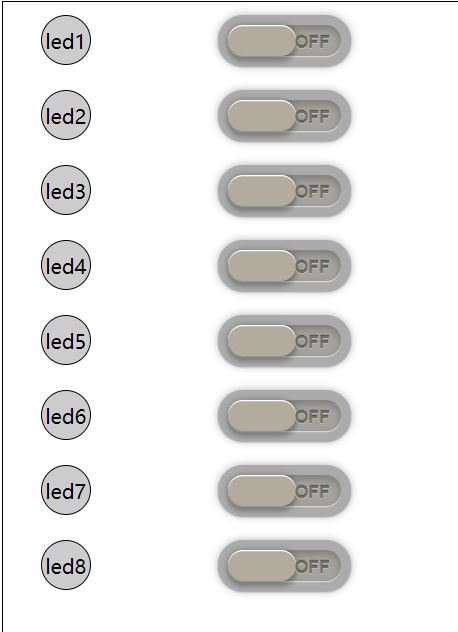 led1 OFF
led2 OFF
led3 OFF
led4 OFF
led5 OFF
led6 OFF
led7 OFF
led8 OFF